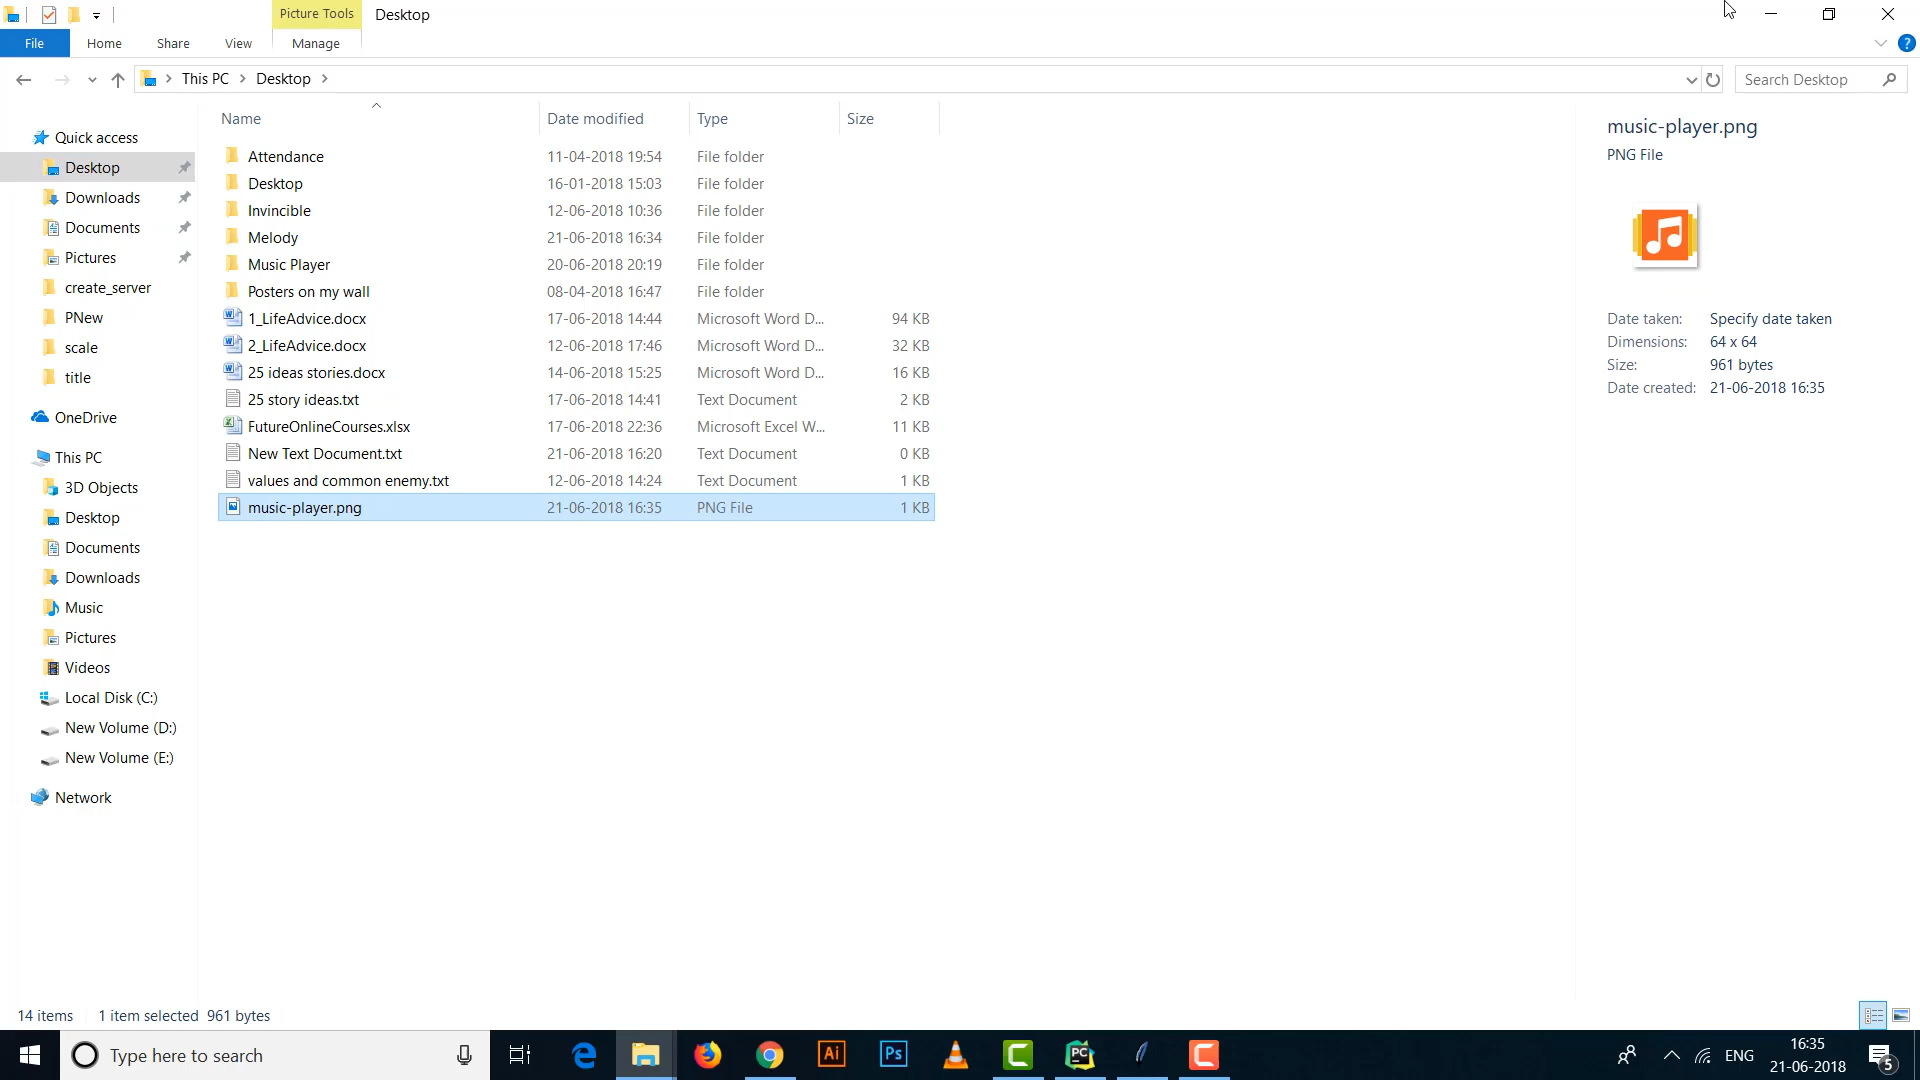 Picture Tools
Desktop
File
Home
Share
View
Manage
?
This PC
Desktop
Search Desktop
Quick access
Desktop
Downloads
Documents
Pictures
create_server
PNew
scale
title
OneDrive
This PC
3D Objects
Desktop
Documents
Downloads
Music
Pictures
Videos
Local Disk (C:)
New Volume (D:)
New Volume (E:)
Network
Name Date modified Type Size
Attendance 11-04-2018 19:54 File folder
Desktop 16-01-2018 15:03 File folder
Invincible 12-06-2018 10:36 File folder
Melody 21-06-2018 16:34 File folder
Music Player 20-06-2018 20:19 File folder
Posters on my wall 08-04-2018 16:47 File folder
1_LifeAdvice.docx 17-06-2018 14:44 Microsoft Word D... 94 KB
2_LifeAdvice.docx 12-06-2018 17:46 Microsoft Word D... 32 KB
25 ideas stories.docx 14-06-2018 15:25 Microsoft Word D... 16 KB
25 story ideas.txt 17-06-2018 14:41 Text Document 2 KB
FutureOnlineCourses.xlsx 17-06-2018 22:36 Microsoft Excel W... 11 KB
New Text Document.txt 21-06-2018 16:20 Text Document 0 KB
values and common enemy.txt 12-06-2018 14:24 Text Document 1 KB
music-player.png 21-06-2018 16:35 PNG File 1 KB
music-player.png
PNG File
Date taken: Specify date taken
Dimensions: 64 x 64
Size: 961 bytes
Date created: 21-06-2018 16:35
14 items 1 item selected 961 bytes
Type here to search
Ai
Ps
PC
ENG
16:35
21-06-2018
5